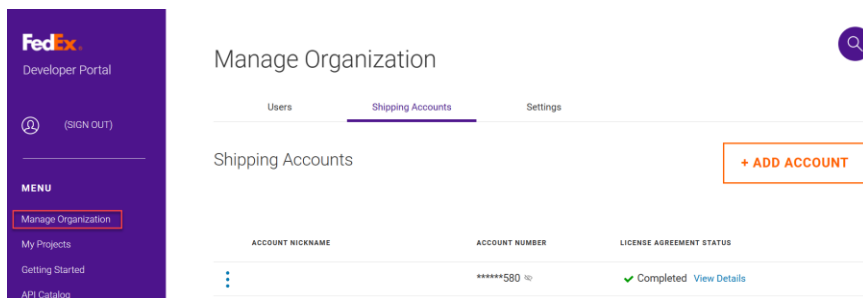 FedEx.
Developer Portal
(SIGN OUT)
MENU
Manage Organization
My Projects
Getting Started
API Catalog
Manage Organization
Users Shipping Accounts Settings
Shipping Accounts
+ ADD ACCOUNT
ACCOUNT NICKNAME ACCOUNT NUMBER LICENSE AGREEMENT STATUS
******580 Completed View Details